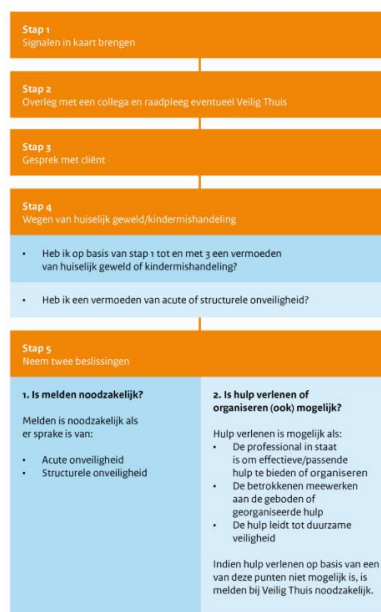 Stap 1
Signalen in kaart brengen
Stap 2
Overleg met een collega en raadpleeg eventueel Veilig Thuis
Stap 3
Gesprek met cliënt
Stap 4
Wegen van huiselijk geweld/kindermishandeling
• Heb ik op basis van stap 1 tot en met 3 een vermoeden
van huiselijk geweld of kindermishandeling?
• Heb ik een vermoeden van acute of structurele onveiligheid?
Stap 5
Neem twee beslissingen
1. Is melden noodzakelijk?
Melden is noodzakelijk als
er sprake is van:
• Acute onveiligheid
• Structurele onveiligheid
2. Is hulp verlenen of
organiseren (ook) mogelijk?
Hulp verlenen is mogelijk als:
• De professional in staat
is om effectieve/passende
hulp te bieden of organiseren
• De betrokkenen meewerken
aan de geboden of
georganiseerde hulp
• De hulp leidt tot duurzame
veiligheid
Indien hulp verlenen op basis van een
van deze punten niet mogelijk is, is
melden bij Veilig Thuis noodzakelijk.